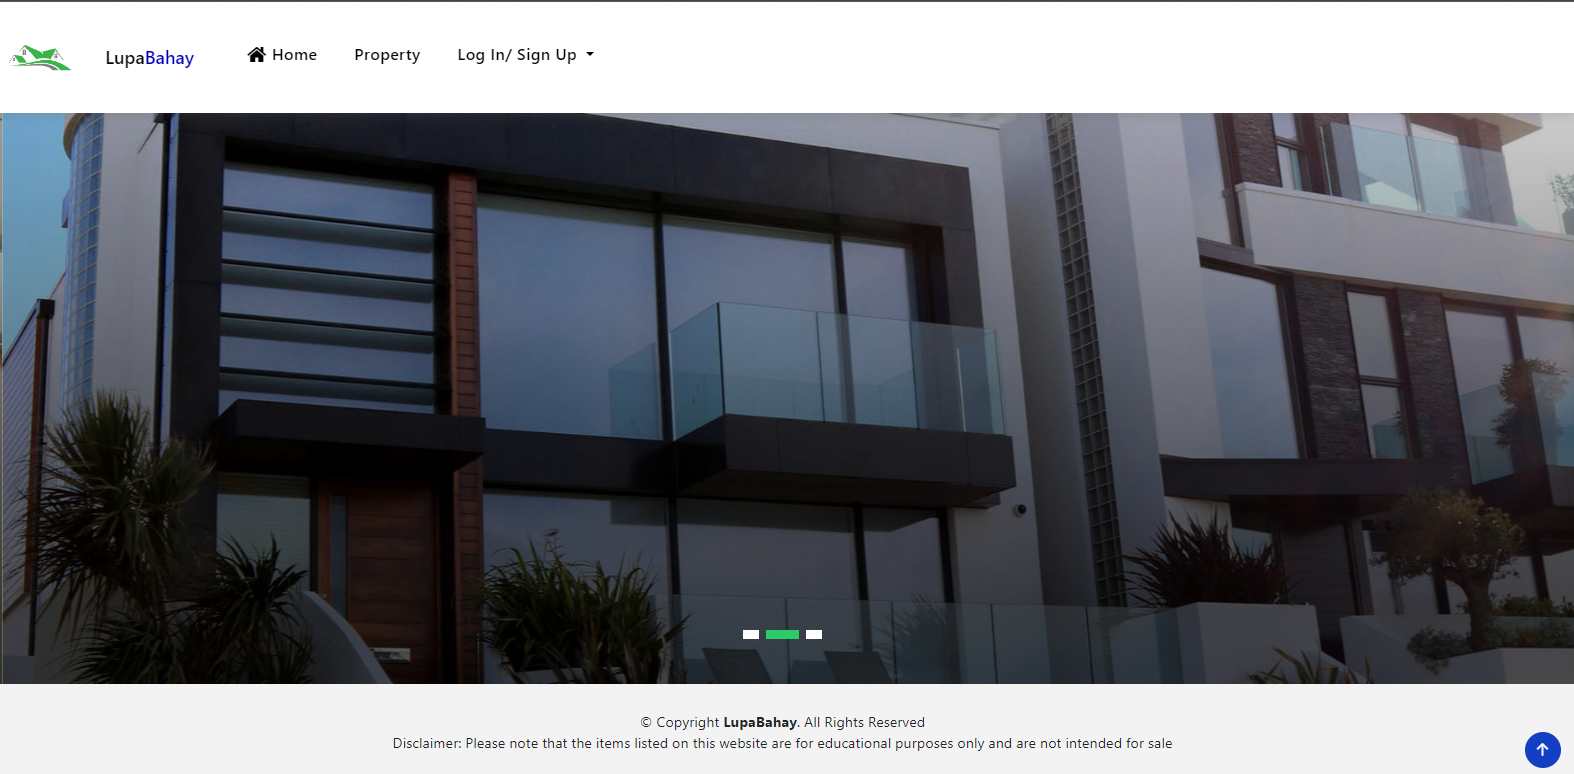 LupaBahay
Home
Property
Log In/ Sign Up
© Copyright LupaBahay. All Rights Reserved
Disclaimer: Please note that the items listed on this website are for educational purposes only and are not intended for sale